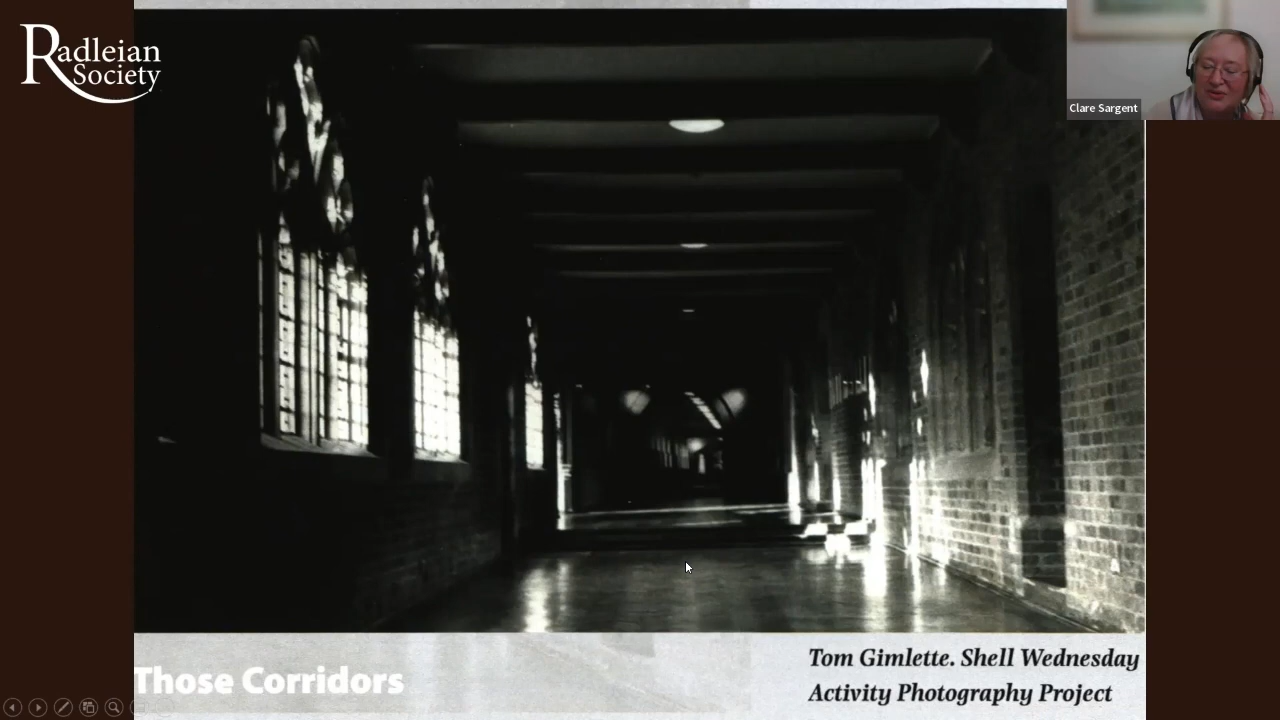 Radleian
Society
Clare Sargent
Those Corridors
Tom Gimlette. Shell Wednesday
Activity Photography Project